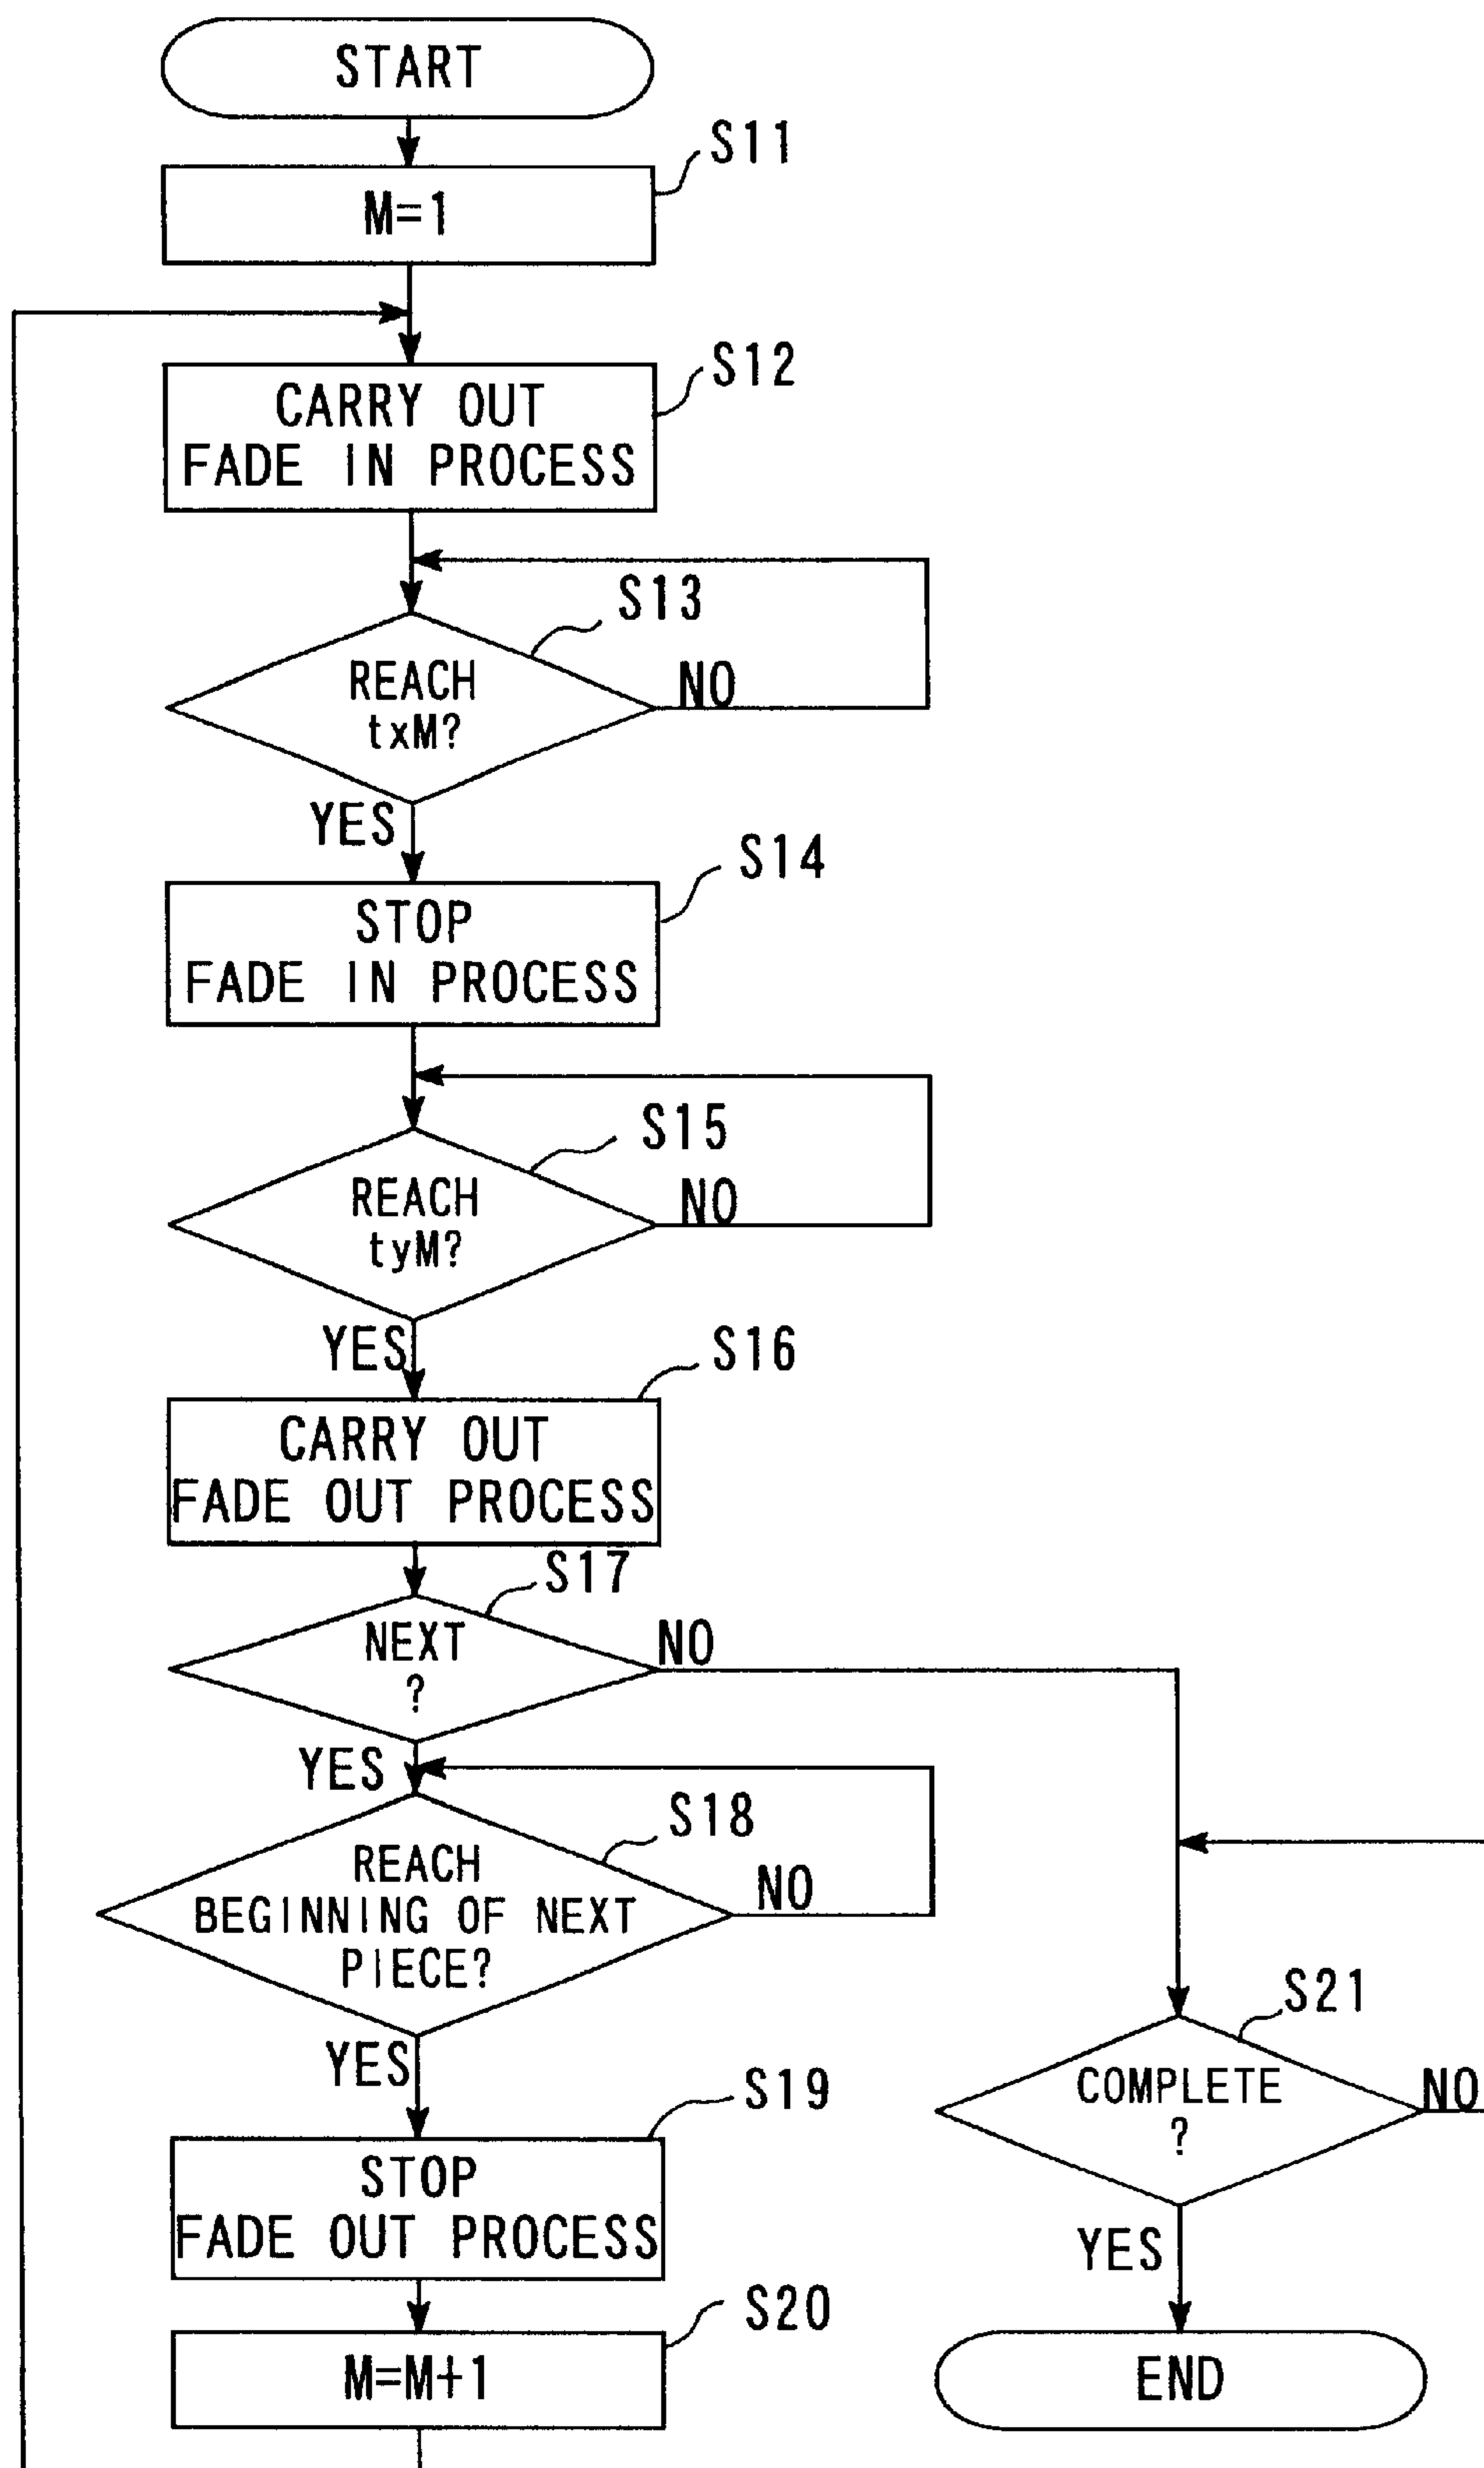 START
S11
M=1
S12
CARRY OUT
FADE IN PROCESS
S13
REACH
txM?
NO
YES
S14
STOP
FADE IN PROCESS
S15
REACH
tyM?
NO
YES
S16
CARRY OUT
FADE OUT PROCESS
S17
NEXT
?
NO
YES
S18
REACH
BEGINNING OF NEXT
PIECE?
NO
YES
S19
STOP
FADE OUT PROCESS
S20
M=M+1
S21
COMPLETE
?
NO
YES
END